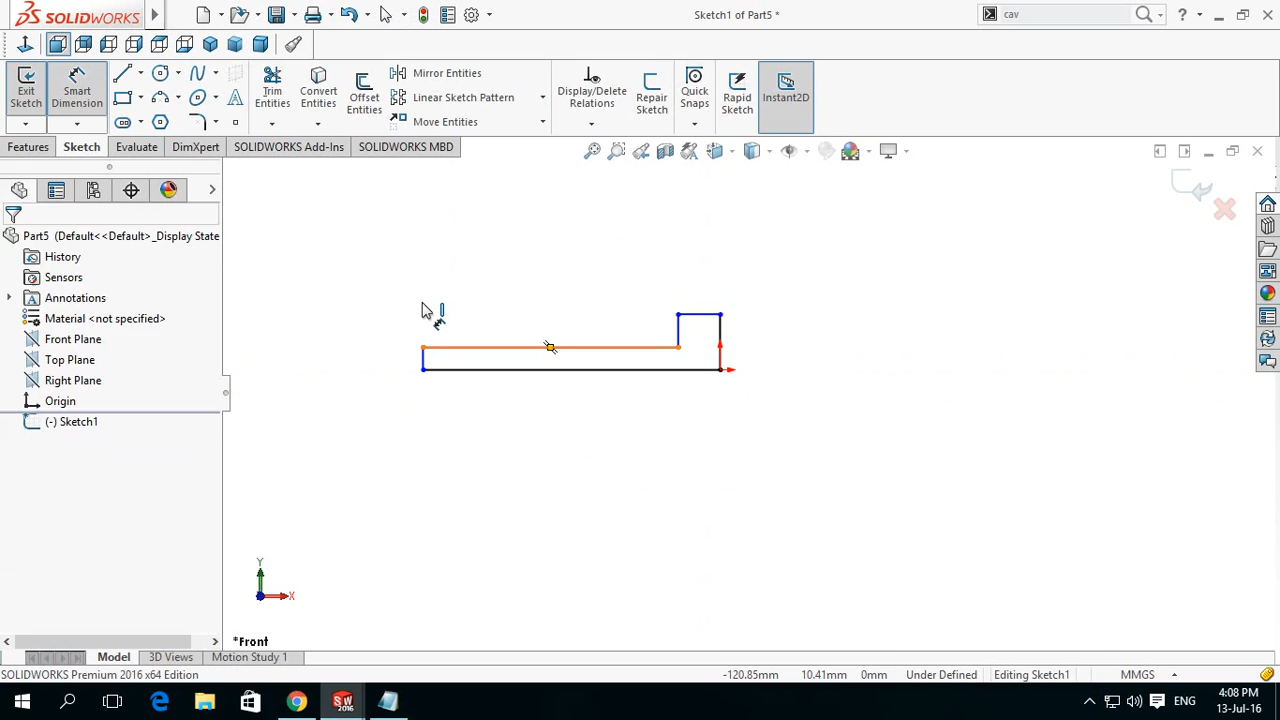 SOLIDWORKS
Sketch1 of Part5 *
cav
?
Exit Sketch
Smart Dimension
Trim Entities
Convert Entities
Offset Entities
Mirror Entities
Linear Sketch Pattern
Move Entities
Display/Delete Relations
Repair Sketch
Quick Snaps
Rapid Sketch
Instant2D
Features
Sketch
Evaluate
DimXpert
SOLIDWORKS Add-Ins
SOLIDWORKS MBD
Part5 (Default<<Default>_Display State
History
Sensors
Annotations
Material <not specified>
Front Plane
Top Plane
Right Plane
Origin
(-) Sketch1
Y
X
*Front
Model
3D Views
Motion Study 1
SOLIDWORKS Premium 2016 x64 Edition
-120.85mm
10.41mm
0mm
Under Defined
Editing Sketch1
MMGS
SW
2016
ENG
4:08 PM
13-Jul-16